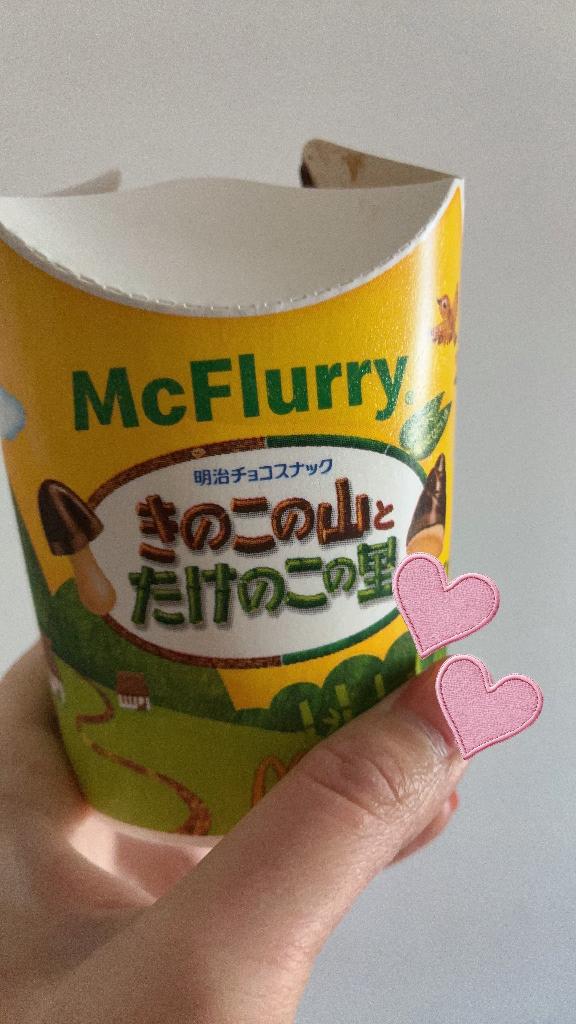 McFlurry®
明治チョコスナック
きのこの山と
たけのこの里